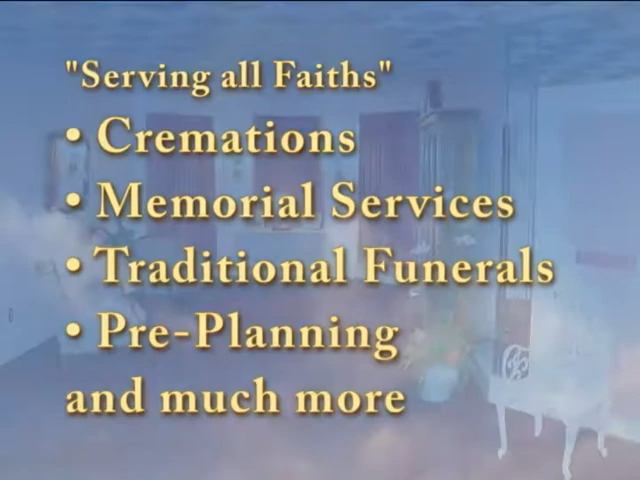 "Serving all Faiths"
• Cremations
• Memorial Services
• Traditional Funerals
• Pre-Planning
and much more